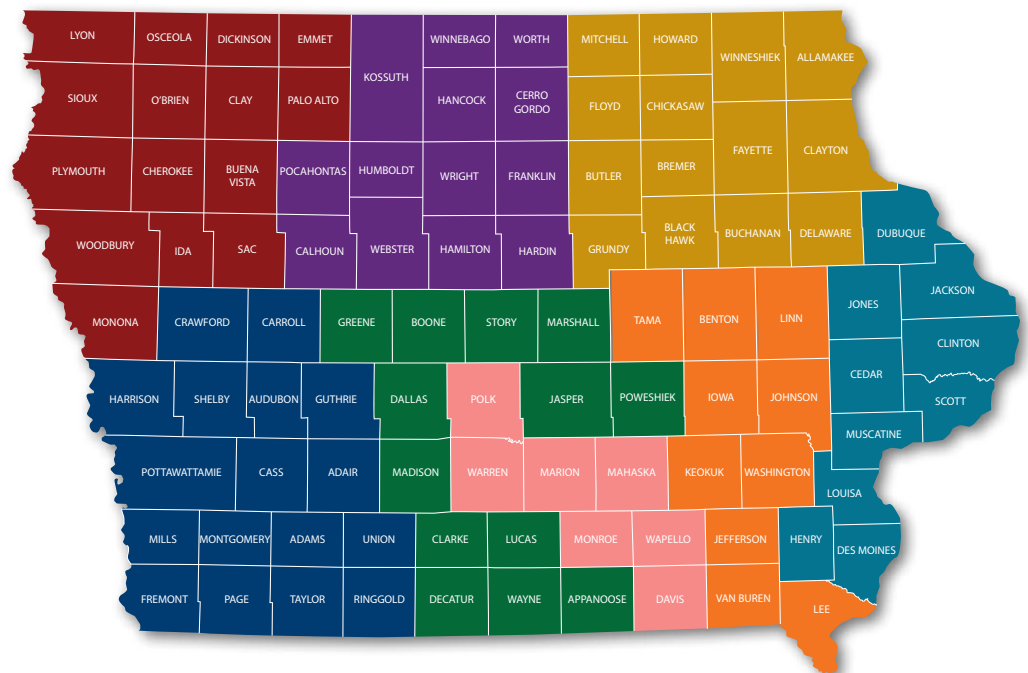 LYON
OSCEOLA
DICKINSON
EMMET
KOSSUTH
WINNEBAGO
WORTH
MITCHELL
HOWARD
WINNESHIEK
ALLAMAKEE
SIOUX
O'BRIEN
CLAY
PALO ALTO
HANCOCK
CERRO
GORDO
FLOYD
CHICKASAW
PLYMOUTH
CHEROKEE
BUENA
VISTA
POCAHONTAS
HUMBOLDT
WRIGHT
FRANKLIN
BUTLER
BREMER
FAYETTE
CLAYTON
WOODBURY
IDA
SAC
CALHOUN
WEBSTER
HAMILTON
HARDIN
GRUNDY
BLACK
HAWK
BUCHANAN
DELAWARE
DUBUQUE
MONONA
CRAWFORD
CARROLL
GREENE
BOONE
STORY
MARSHALL
TAMA
BENTON
LINN
JONES
JACKSON
CLINTON
HARRISON
SHELBY
AUDUBON
GUTHRIE
DALLAS
POLK
JASPER
POWESHIEK
IOWA
JOHNSON
CEDAR
SCOTT
MUSCATINE
POTTAWATTAMIE
CASS
ADAIR
MADISON
WARREN
MARION
MAHASKA
KEOKUK
WASHINGTON
LOUISA
MILLS
MONTGOMERY
ADAMS
UNION
CLARKE
LUCAS
MONROE
WAPELLO
JEFFERSON
HENRY
DES MOINES
FREMONT
PAGE
TAYLOR
RINGGOLD
DECATUR
WAYNE
APPANOOSE
DAVIS
VAN BUREN
LEE